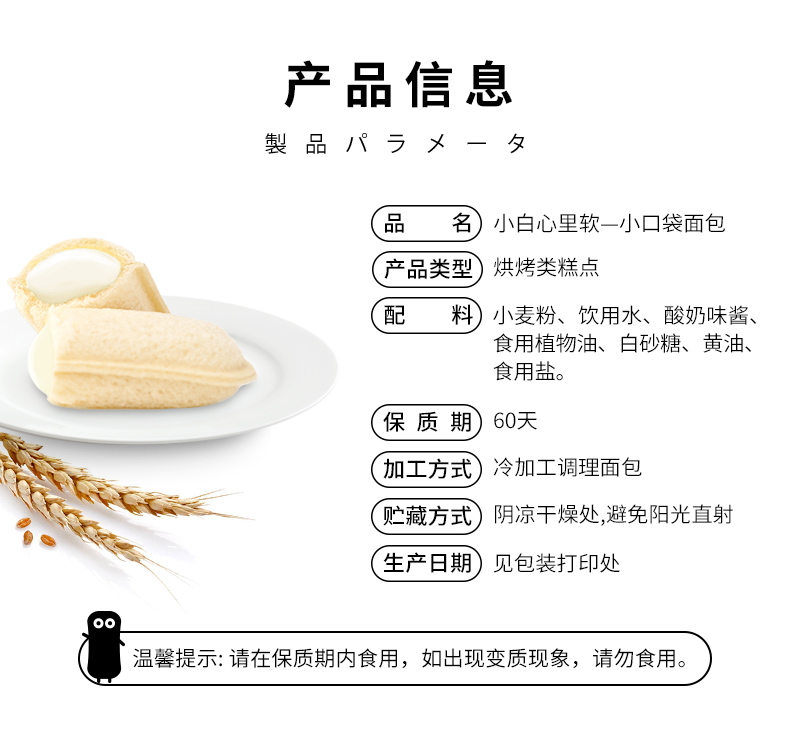 产品信息
製品パラメータ
品名 小白心里软—小口袋面包
产品类型 烘烤类糕点
配料 小麦粉、饮用水、酸奶味酱、
食用植物油、白砂糖、黄油、
食用盐。
保质期 60天
加工方式 冷加工调理面包
贮藏方式 阴凉干燥处,避免阳光直射
生产日期 见包装打印处
温馨提示: 请在保质期内食用，如出现变质现象，请勿食用。